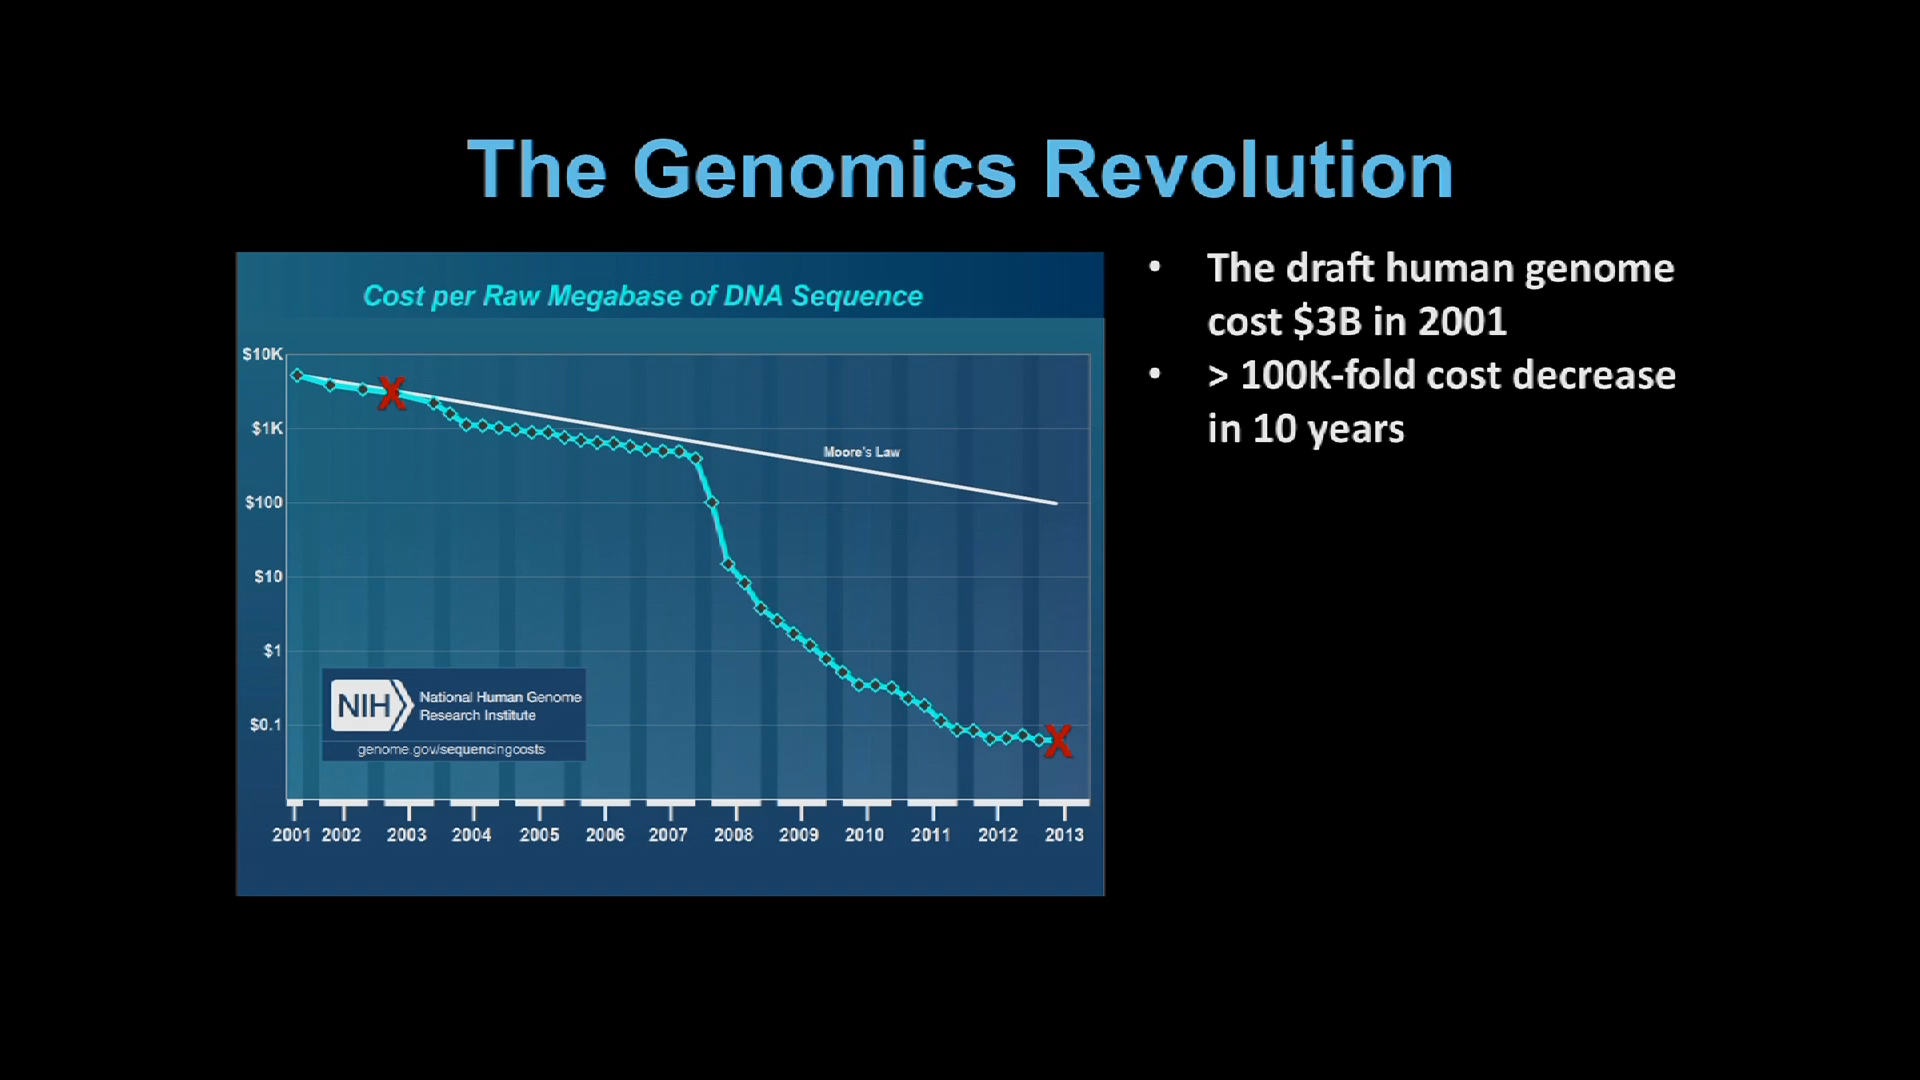 The Genomics Revolution
Cost per Raw Megabase of DNA Sequence
$10K
$1K
$100
$10
$1
$0.1
Moore's Law
NIH
National Human Genome
Research Institute
genome.gov/sequencingcosts
2001 2002 2003 2004 2005 2006 2007 2008 2009 2010 2011 2012 2013
• The draft human genome
cost $3B in 2001
• > 100K-fold cost decrease
in 10 years